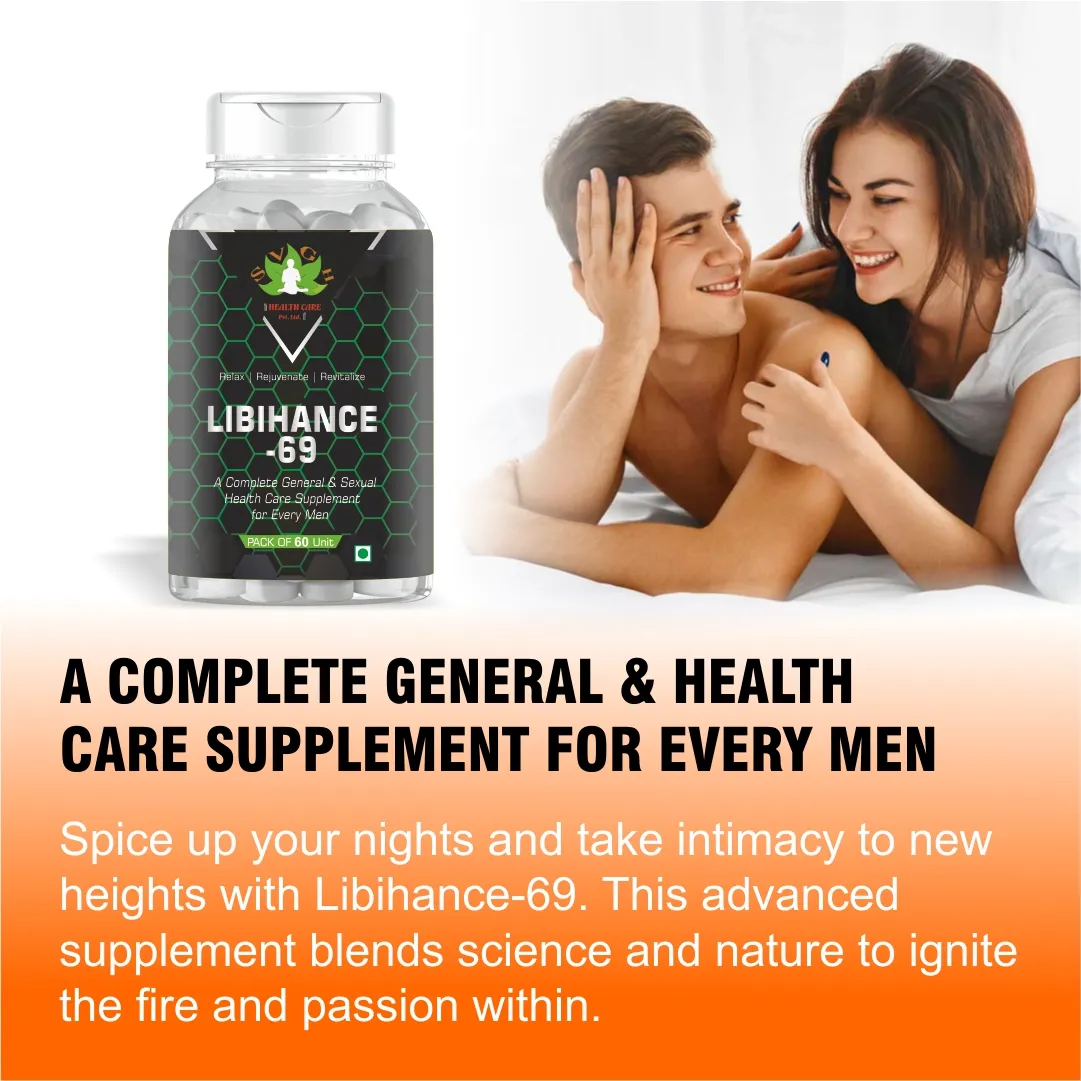 SVGH
HEALTH CARE
Pvt. Ltd.
Relax | Rejuvenate | Revitalize
LIBIHANCE
-69
A Complete General & Sexual
Health Care Supplement
for Every Men
PACK OF 60 Unit
A COMPLETE GENERAL & HEALTH
CARE SUPPLEMENT FOR EVERY MEN
Spice up your nights and take intimacy to new
heights with Libihance-69. This advanced
supplement blends science and nature to ignite
the fire and passion within.